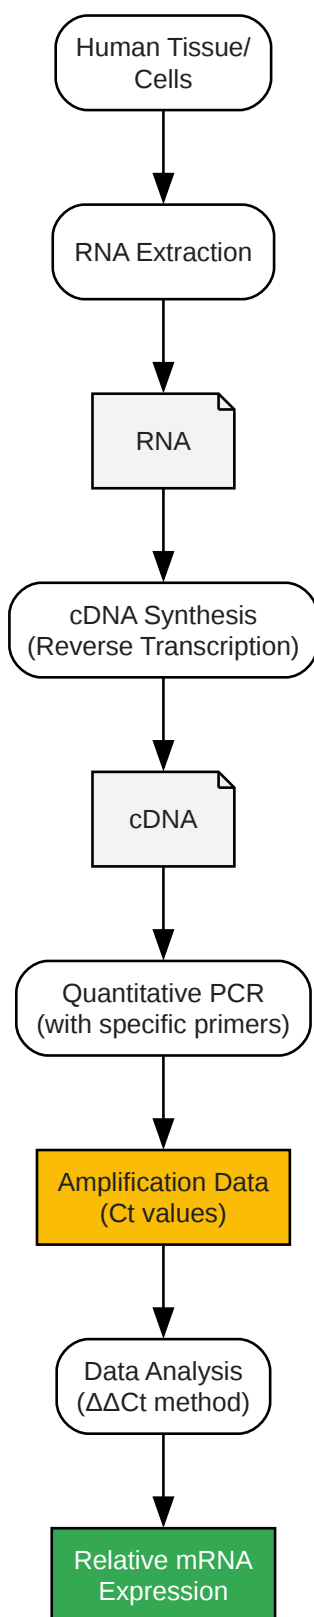 Human Tissue/
Cells
RNA Extraction
RNA
cDNA Synthesis
(Reverse Transcription)
cDNA
Quantitative PCR
(with specific primers)
Amplification Data
(Ct values)
Data Analysis
(ΔΔCt method)
Relative mRNA
Expression